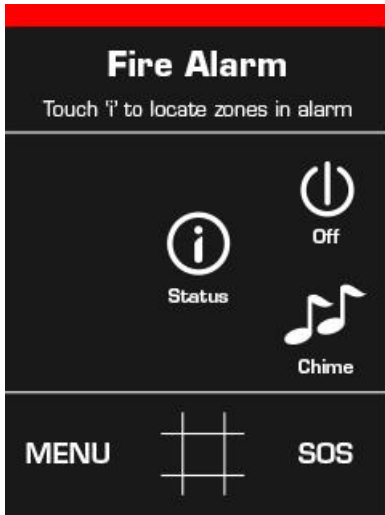 Fire Alarm
Touch 'i' to locate zones in alarm
Off
i
Status
Chime
MENU
SOS